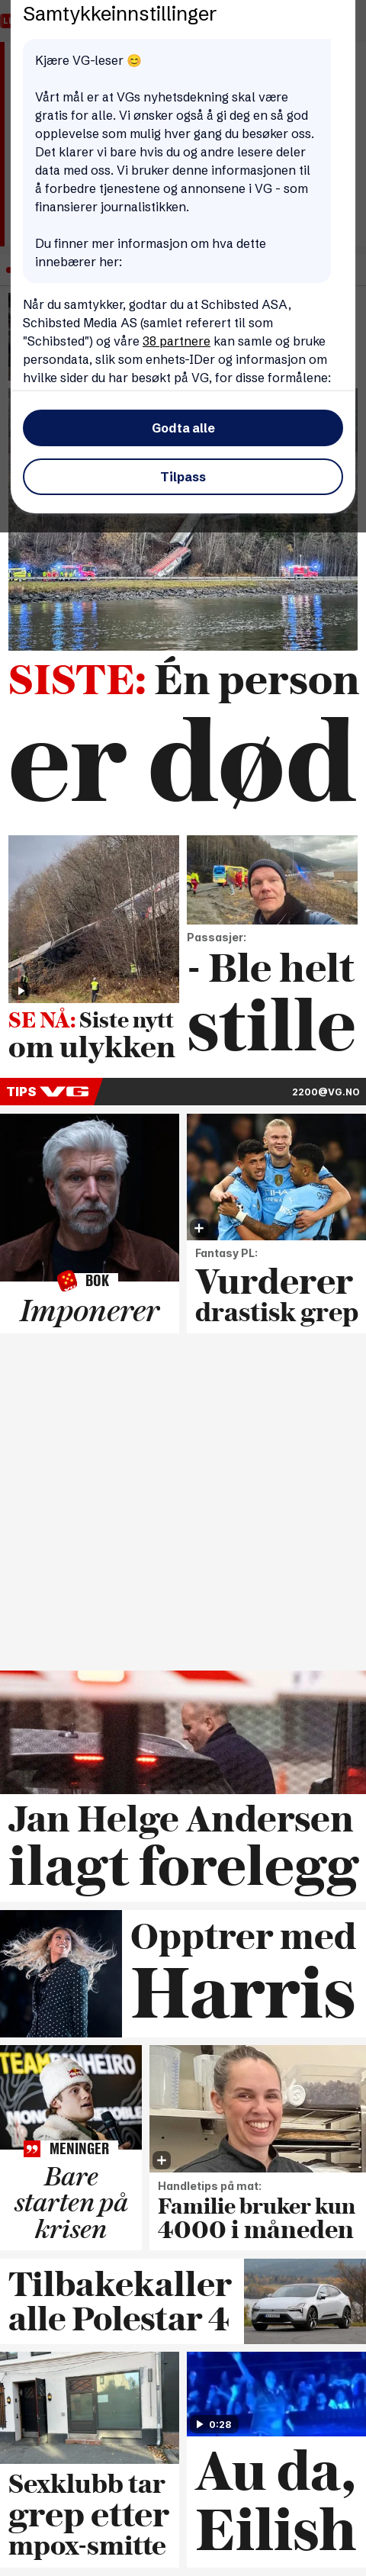 Samtykkeinnstillinger
Kjære VG-leser 😊
Vårt mål er at VGs nyhetsdekning skal være
gratis for alle. Vi ønsker også å gi deg en så god
opplevelse som mulig hver gang du besøker oss.
Det klarer vi bare hvis du og andre lesere deler
data med oss. Vi bruker denne informasjonen til
å forbedre tjenestene og annonsene i VG - som
finansierer journalistikken.
Du finner mer informasjon om hva dette
innebærer her:
Når du samtykker, godtar du at Schibsted ASA,
Schibsted Media AS (samlet referert til som
"Schibsted") og våre 38 partnere kan samle og bruke
persondata, slik som enhets-IDer og informasjon om
hvilke sider du har besøkt på VG, for disse formålene:
Godta alle
Tilpass
SISTE: Én person
er død
SE NÅ: Siste nytt
om ulykken
Passasjer:
- Ble helt
stille
TIPS VG
2200@VG.NO
BOK
Imponerer
Fantasy PL:
Vurderer
drastisk grep
Jan Helge Andersen
ilagt forelegg
Opptrer med
Harris
MENINGER
Bare
starten på
krisen
Handletips på mat:
Familie bruker kun
4000 i måneden
Tilbakekaller
alle Polestar 4
Sexklubb tar
grep etter
mpox-smitte
0:28
Au da,
Eilish